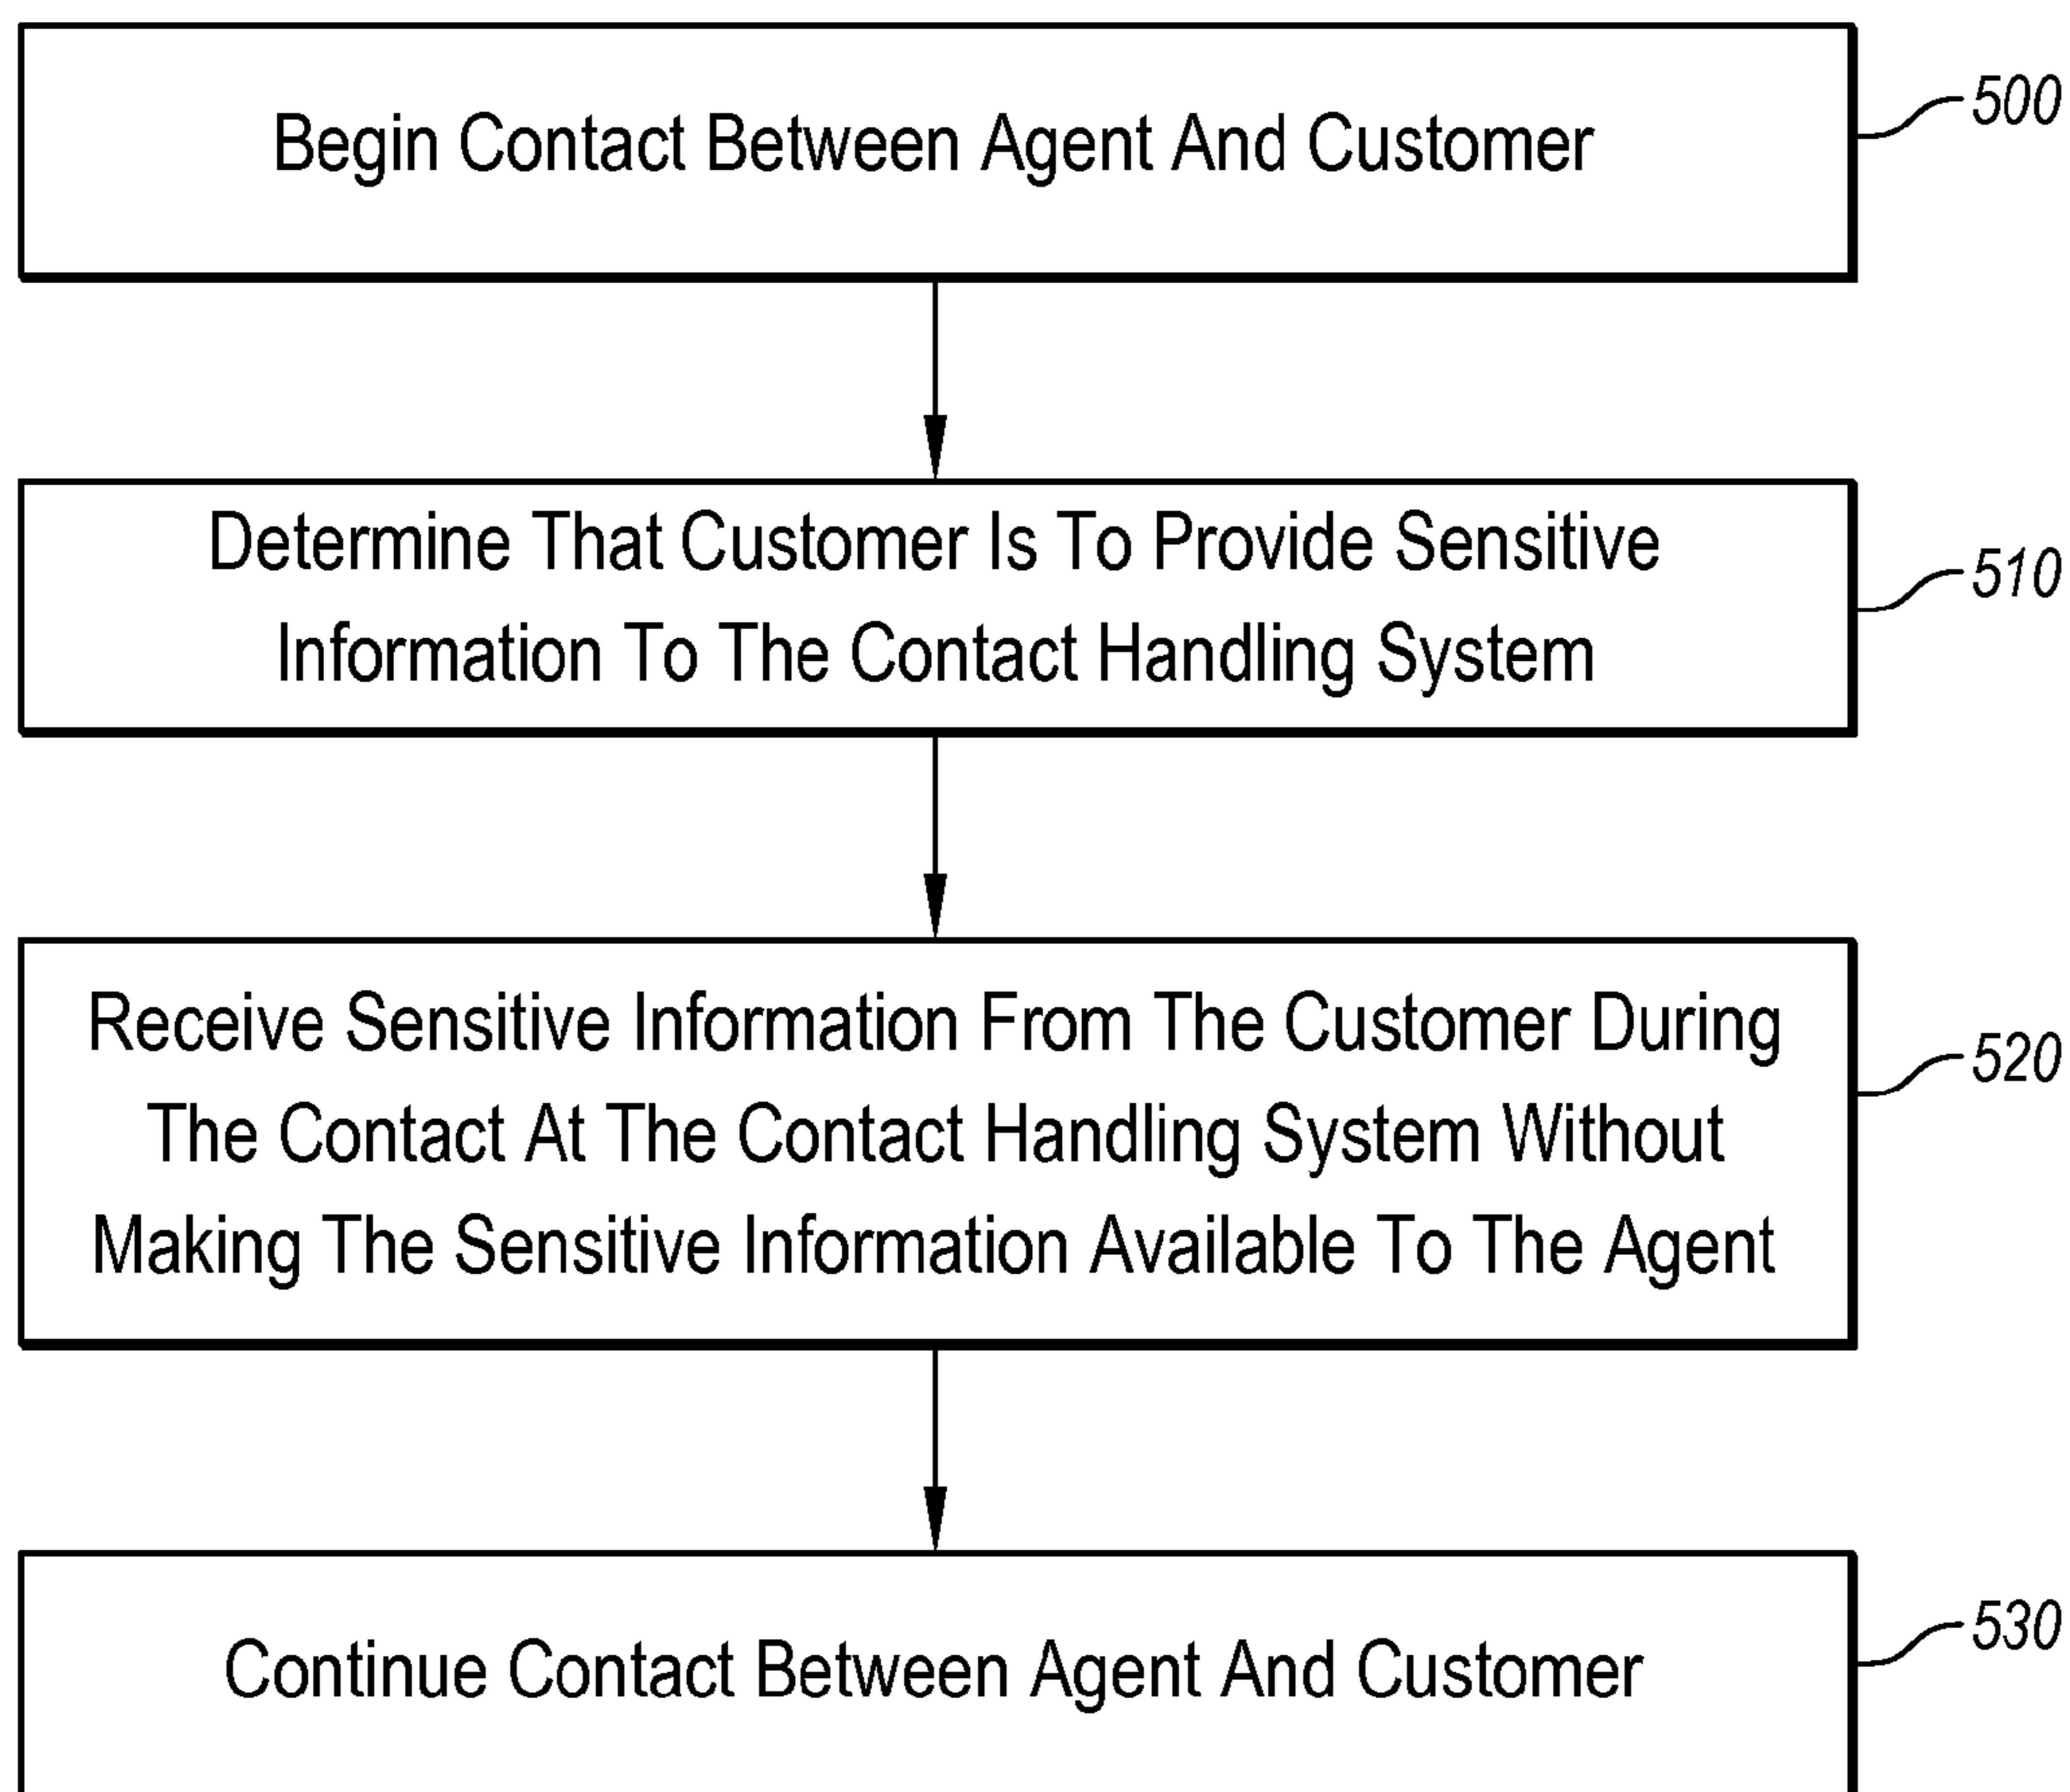 Begin Contact Between Agent And Customer
500
Determine That Customer Is To Provide Sensitive
Information To The Contact Handling System
510
Receive Sensitive Information From The Customer During
The Contact At The Contact Handling System Without
Making The Sensitive Information Available To The Agent
520
Continue Contact Between Agent And Customer
530